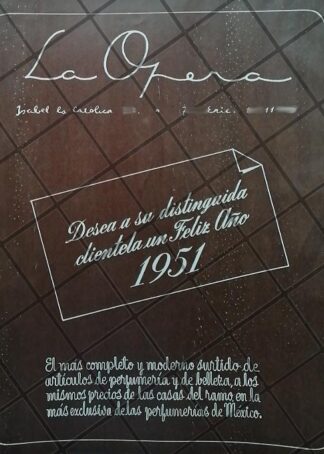 La Opera
Isabel la Católica
Desea a su distinguida
clientela un Feliz Año
1951
El más completo y moderno surtido de
artículos de perfumería y de belleza, a los
mismos precios de las casas del ramo en la
más exclusiva de las perfumerías de México.